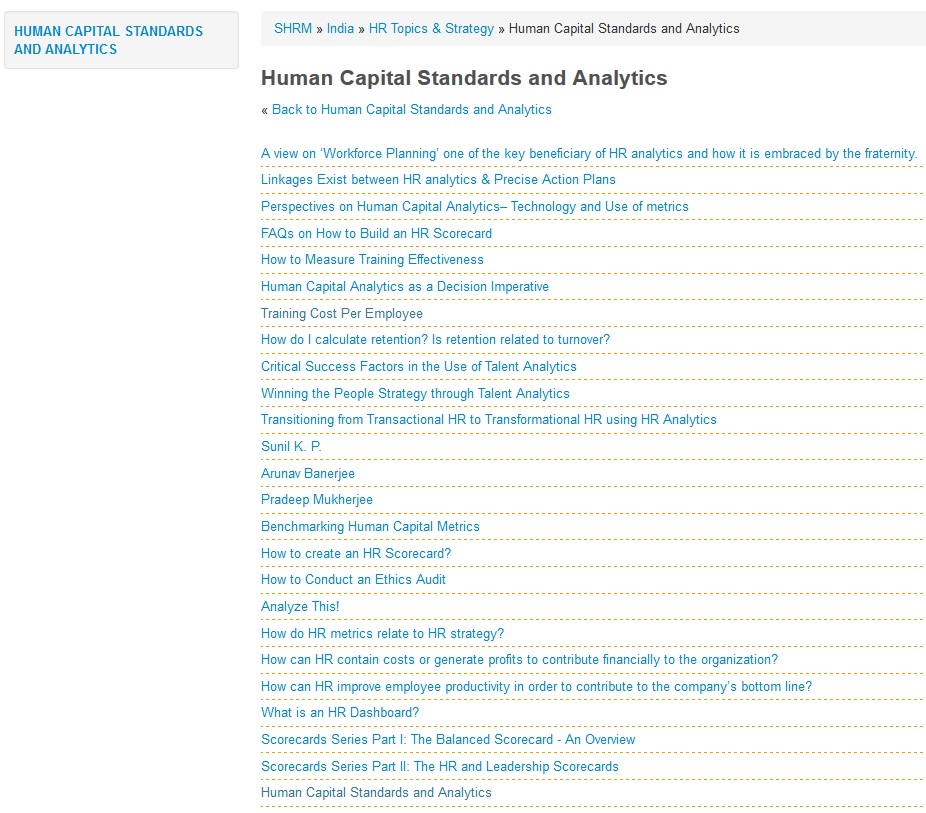 HUMAN CAPITAL STANDARDS
AND ANALYTICS
SHRM » India » HR Topics & Strategy » Human Capital Standards and Analytics
Human Capital Standards and Analytics
« Back to Human Capital Standards and Analytics
A view on ‘Workforce Planning’ one of the key beneficiary of HR analytics and how it is embraced by the fraternity.
Linkages Exist between HR analytics & Precise Action Plans
Perspectives on Human Capital Analytics– Technology and Use of metrics
FAQs on How to Build an HR Scorecard
How to Measure Training Effectiveness
Human Capital Analytics as a Decision Imperative
Training Cost Per Employee
How do I calculate retention? Is retention related to turnover?
Critical Success Factors in the Use of Talent Analytics
Winning the People Strategy through Talent Analytics
Transitioning from Transactional HR to Transformational HR using HR Analytics
Sunil K. P.
Arunav Banerjee
Pradeep Mukherjee
Benchmarking Human Capital Metrics
How to create an HR Scorecard?
How to Conduct an Ethics Audit
Analyze This!
How do HR metrics relate to HR strategy?
How can HR contain costs or generate profits to contribute financially to the organization?
How can HR improve employee productivity in order to contribute to the company’s bottom line?
What is an HR Dashboard?
Scorecards Series Part I: The Balanced Scorecard - An Overview
Scorecards Series Part II: The HR and Leadership Scorecards
Human Capital Standards and Analytics